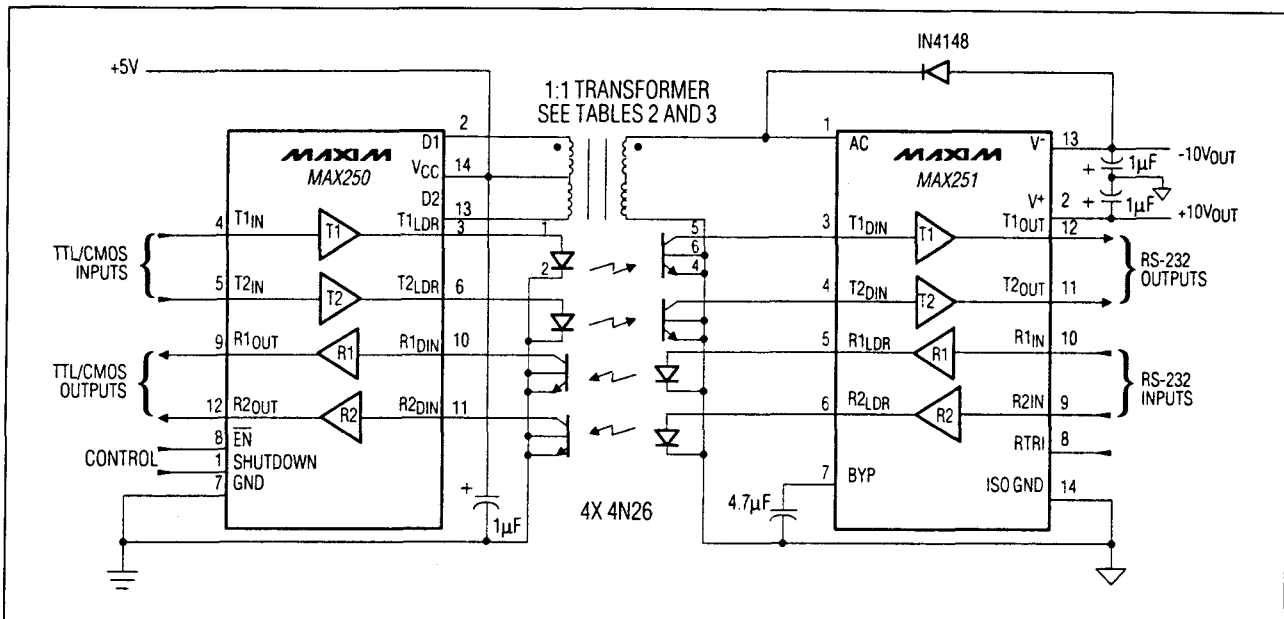 IN4148
+5V
1:1 TRANSFORMER
SEE TABLES 2 AND 3
2
D1
MAXIM
MAX250
VCC
14
D2
13
4
T1IN
T1
T1LDR
3
1
2
TTL/CMOS
INPUTS
5
T2IN
T2
T2LDR
6
9
R1OUT
R1
R1DIN
10
TTL/CMOS
OUTPUTS
12
R2OUT
R2
R2DIN
11
8
EN
CONTROL
1
SHUTDOWN
7
GND
+
1µF
4X 4N26
5
6
4
1
AC
MAXIM
MAX251
V-
13
-10VOUT
+
1µF
V+
2
+
1µF
+10VOUT
3
T1DIN
T1
T1OUT
12
RS-232
OUTPUTS
4
T2DIN
T2
T2OUT
11
5
R1LDR
R1
R1IN
10
RS-232
INPUTS
6
R2LDR
R2
R2IN
9
RTRI
8
7
BYP
4.7µF
ISO GND
14